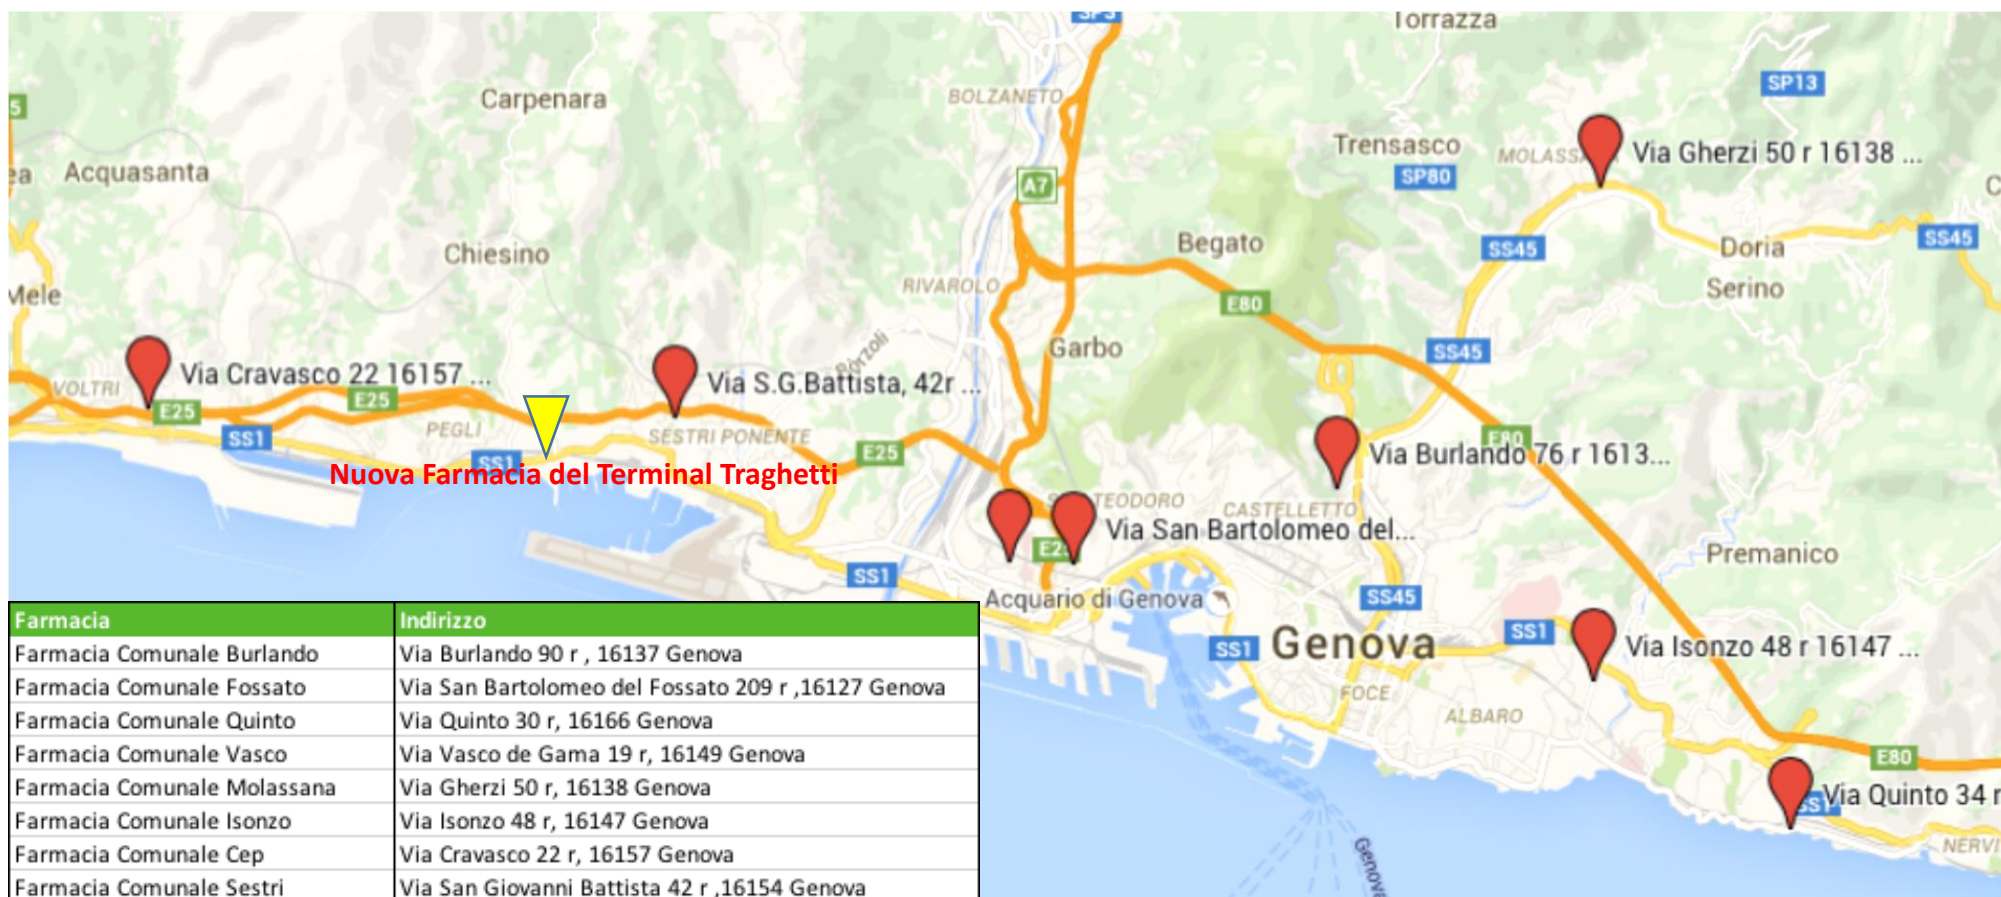 SP3
Torrazza
Carpenara
BOLZANETO
SP13
5
Trensasco
MOLASS
Via Gherzi 50 r 16138 ...
Acquasanta
SP80
A7
Chiesino
Begato
SS45
Doria
SS45
Mele
RIVAROLO
E80
Serino
Garbo
SS45
Via Cravasco 22 16157 ...
Via S.G.Battista, 42r ...
Borzoli
VOLTRI
E25
E25
SS1
PEGLI
SESTRI PONENTE
E25
SS1
E80
Via Burlando 76 r 1613...
Nuova Farmacia del Terminal Traghetti
TEODORO
CASTELLETTO
Via San Bartolomeo del...
E25
Premanico
SS1
Acquario di Genova
SS45
Genova
SS1
SS1
Via Isonzo 48 r 16147 ...
FOCE
ALBARO
E80
SS1
Via Quinto 34 r
NERVI
Genova
Farmacia Indirizzo
Farmacia Comunale Burlando Via Burlando 90 r , 16137 Genova
Farmacia Comunale Fossato Via San Bartolomeo del Fossato 209 r ,16127 Genova
Farmacia Comunale Quinto Via Quinto 30 r, 16166 Genova
Farmacia Comunale Vasco Via Vasco de Gama 19 r, 16149 Genova
Farmacia Comunale Molassana Via Gherzi 50 r, 16138 Genova
Farmacia Comunale Isonzo Via Isonzo 48 r, 16147 Genova
Farmacia Comunale Cep Via Cravasco 22 r, 16157 Genova
Farmacia Comunale Sestri Via San Giovanni Battista 42 r ,16154 Genova